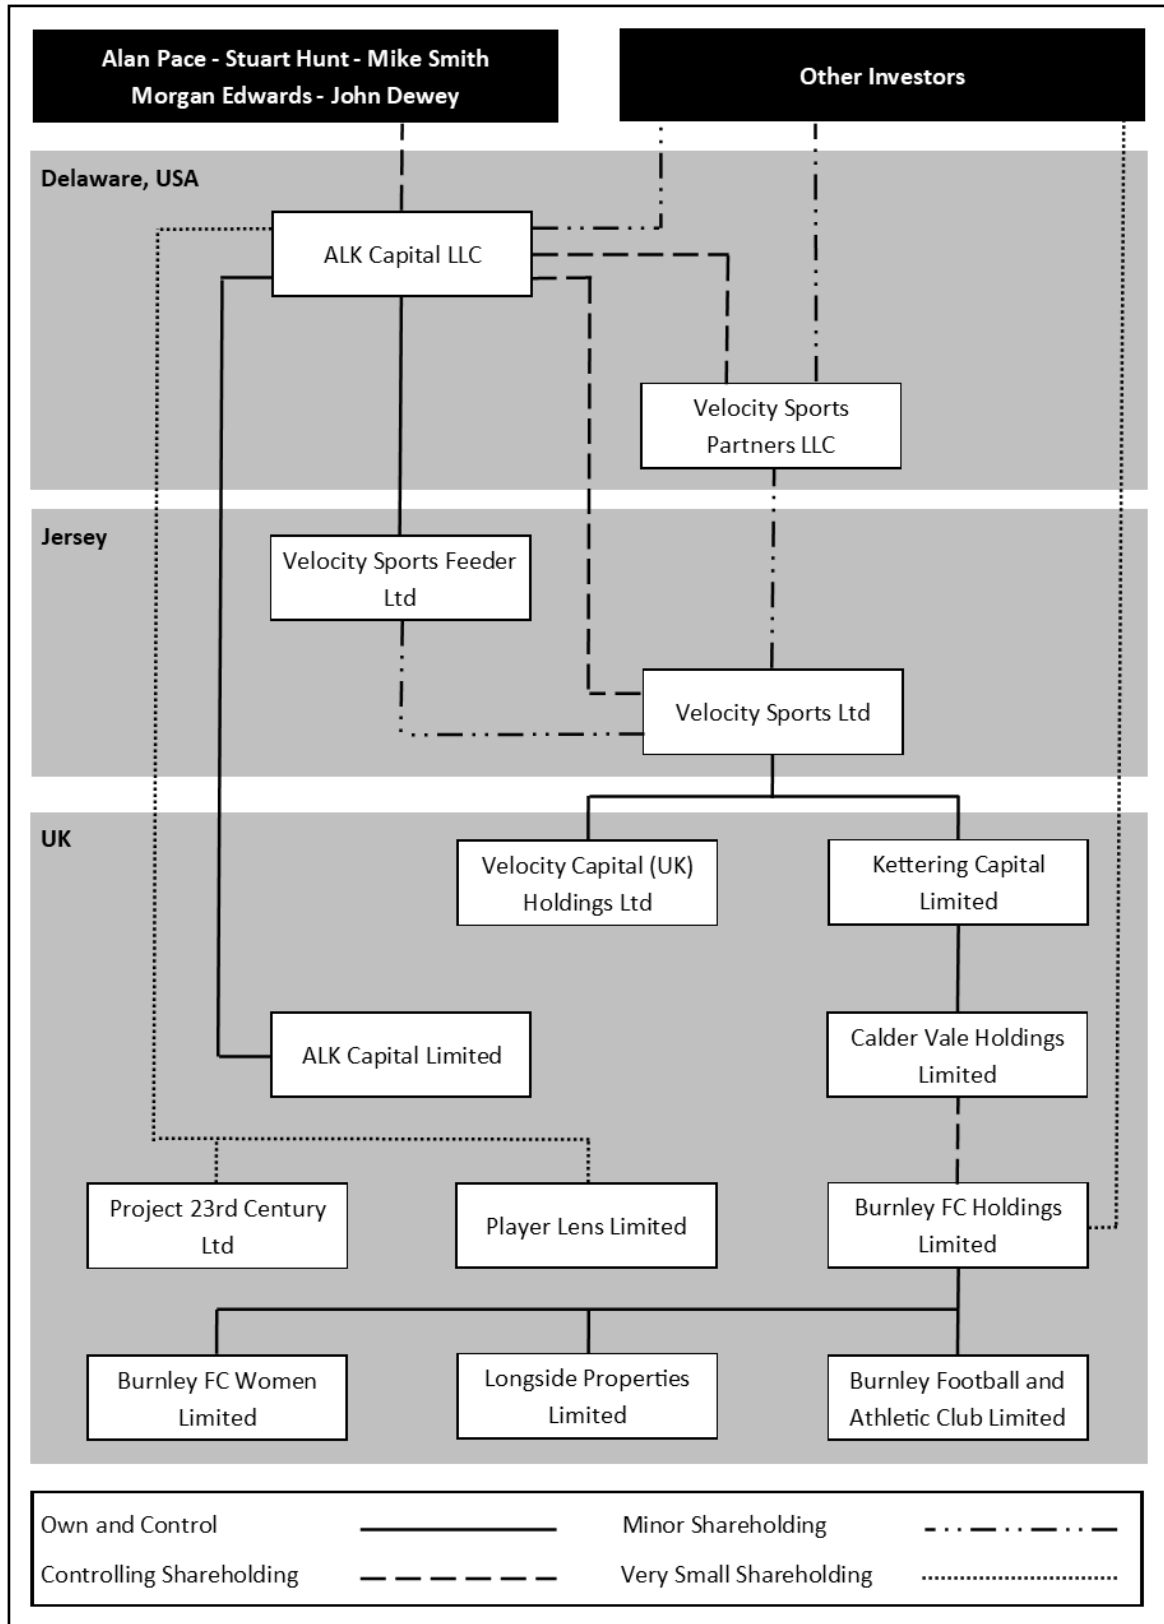 Alan Pace - Stuart Hunt - Mike Smith
Morgan Edwards - John Dewey
Other Investors
Delaware, USA
ALK Capital LLC
Velocity Sports
Partners LLC
Jersey
Velocity Sports Feeder
Ltd
Velocity Sports Ltd
UK
Velocity Capital (UK)
Holdings Ltd
Kettering Capital
Limited
ALK Capital Limited
Calder Vale Holdings
Limited
Project 23rd Century
Ltd
Player Lens Limited
Burnley FC Holdings
Limited
Burnley FC Women
Limited
Longside Properties
Limited
Burnley Football and
Athletic Club Limited
Own and Control
Minor Shareholding
Controlling Shareholding
Very Small Shareholding